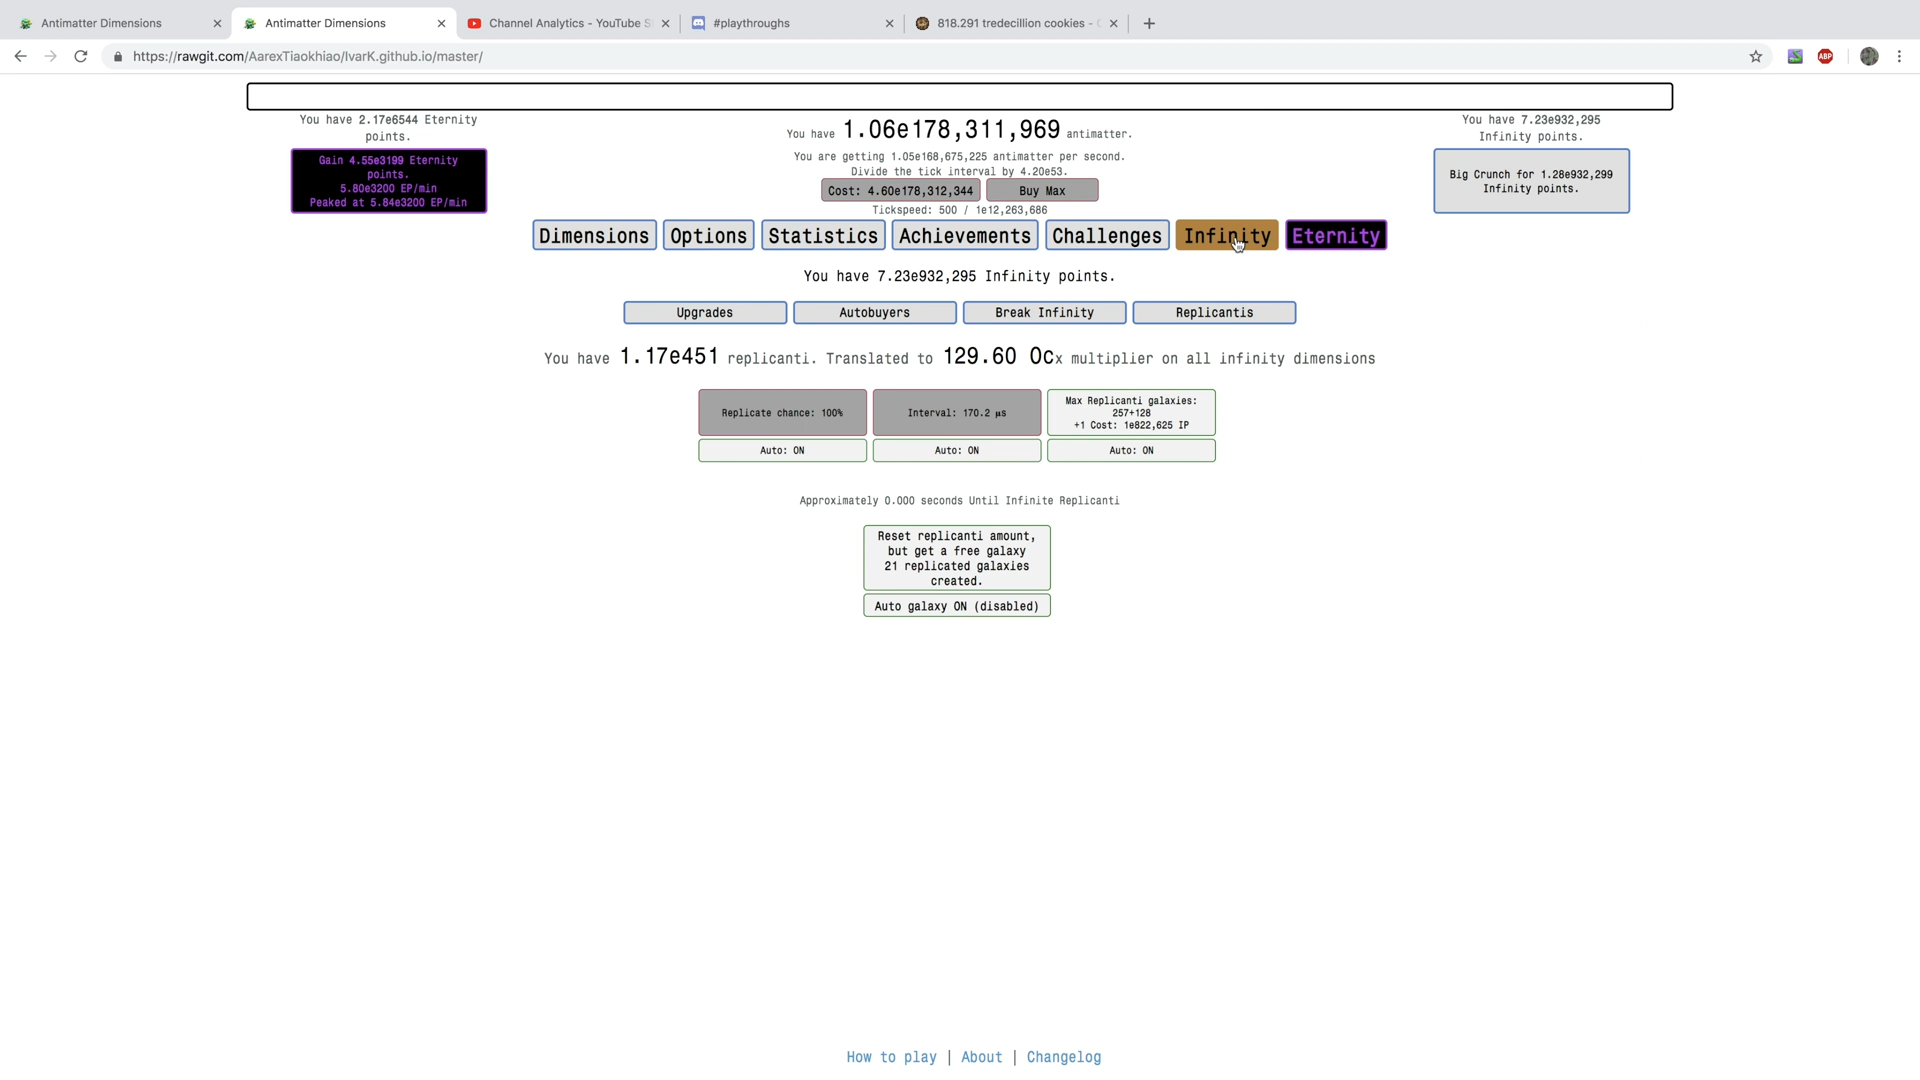 Antimatter Dimensions
Antimatter Dimensions
Channel Analytics - YouTube S
#playthroughs
818.291 tredecillion cookies -
https://rawgit.com/AarexTiaokhiao/IvarK.github.io/master/
ABP
You have 2.17e6544 Eternity
points.
Gain 4.55e3199 Eternity
points.
5.80e3200 EP/min
Peaked at 5.84e3200 EP/min
You have 1.06e178,311,969 antimatter.
You are getting 1.05e168,675,225 antimatter per second.
Divide the tick interval by 4.20e53.
Cost: 4.60e178,312,344 Buy Max
Tickspeed: 500 / 1e12,263,686
You have 7.23e932,295
Infinity points.
Big Crunch for 1.28e932,299
Infinity points.
Dimensions Options Statistics Achievements Challenges Infinity Eternity
You have 7.23e932,295 Infinity points.
Upgrades Autobuyers Break Infinity Replicantis
You have 1.17e451 replicanti. Translated to 129.60 Ocx multiplier on all infinity dimensions
Replicate chance: 100%
Interval: 170.2 μs
Max Replicanti galaxies:
257+128
+1 Cost: 1e822,625 IP
Auto: ON Auto: ON Auto: ON
Approximately 0.000 seconds Until Infinite Replicanti
Reset replicanti amount,
but get a free galaxy
21 replicated galaxies
created.
Auto galaxy ON (disabled)
How to play | About | Changelog